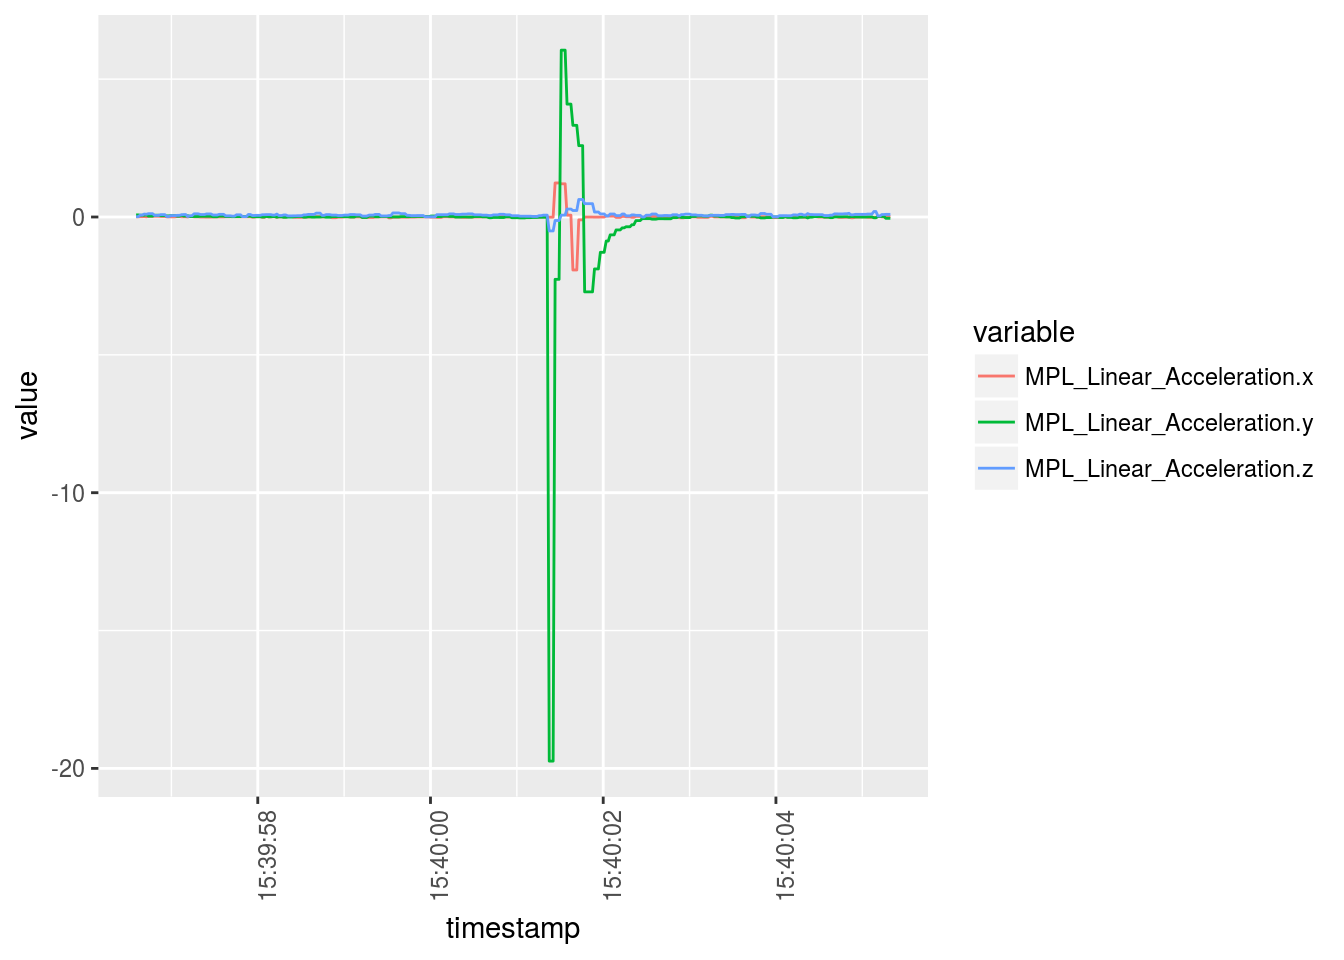 0
-10
-20
value
15:39:58
15:40:00
15:40:02
15:40:04
timestamp
variable
MPL_Linear_Acceleration.x
MPL_Linear_Acceleration.y
MPL_Linear_Acceleration.z